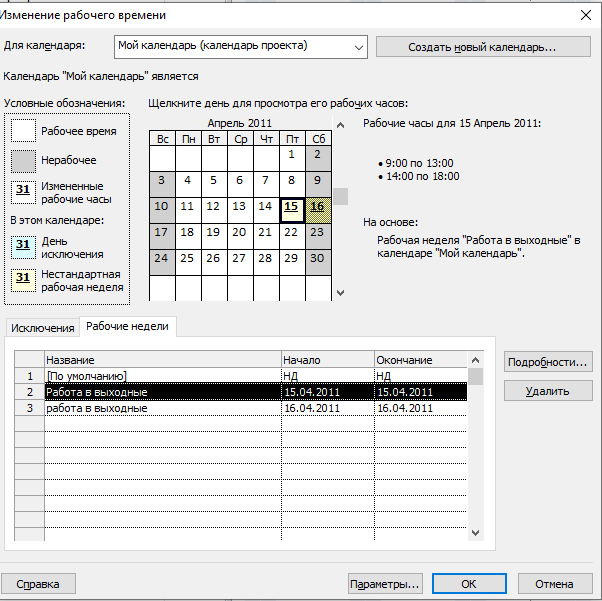 Изменение рабочего времени
Для календаря: Мой календарь (календарь проекта) Создать новый календарь...
Календарь "Мой календарь" является
Условные обозначения:
Рабочее время
Нерабочее
31 Измененные рабочие часы
В этом календаре:
31 День исключения
31 Нестандартная рабочая неделя
Щелкните день для просмотра его рабочих часов:
Апрель 2011
Вс Пн Вт Ср Чт Пт Сб
1 2
3 4 5 6 7 8 9
10 11 12 13 14 15 16
17 18 19 20 21 22 23
24 25 26 27 28 29 30
Рабочие часы для 15 Апрель 2011:
• 9:00 по 13:00
• 14:00 по 18:00
На основе:
Рабочая неделя "Работа в выходные" в
календаре "Мой календарь".
Исключения Рабочие недели
Название Начало Окончание
1 [По умолчанию] НД НД
2 Работа в выходные 15.04.2011 15.04.2011
3 работа в выходные 16.04.2011 16.04.2011
Подробности...
Удалить
Справка Параметры... ОК Отмена